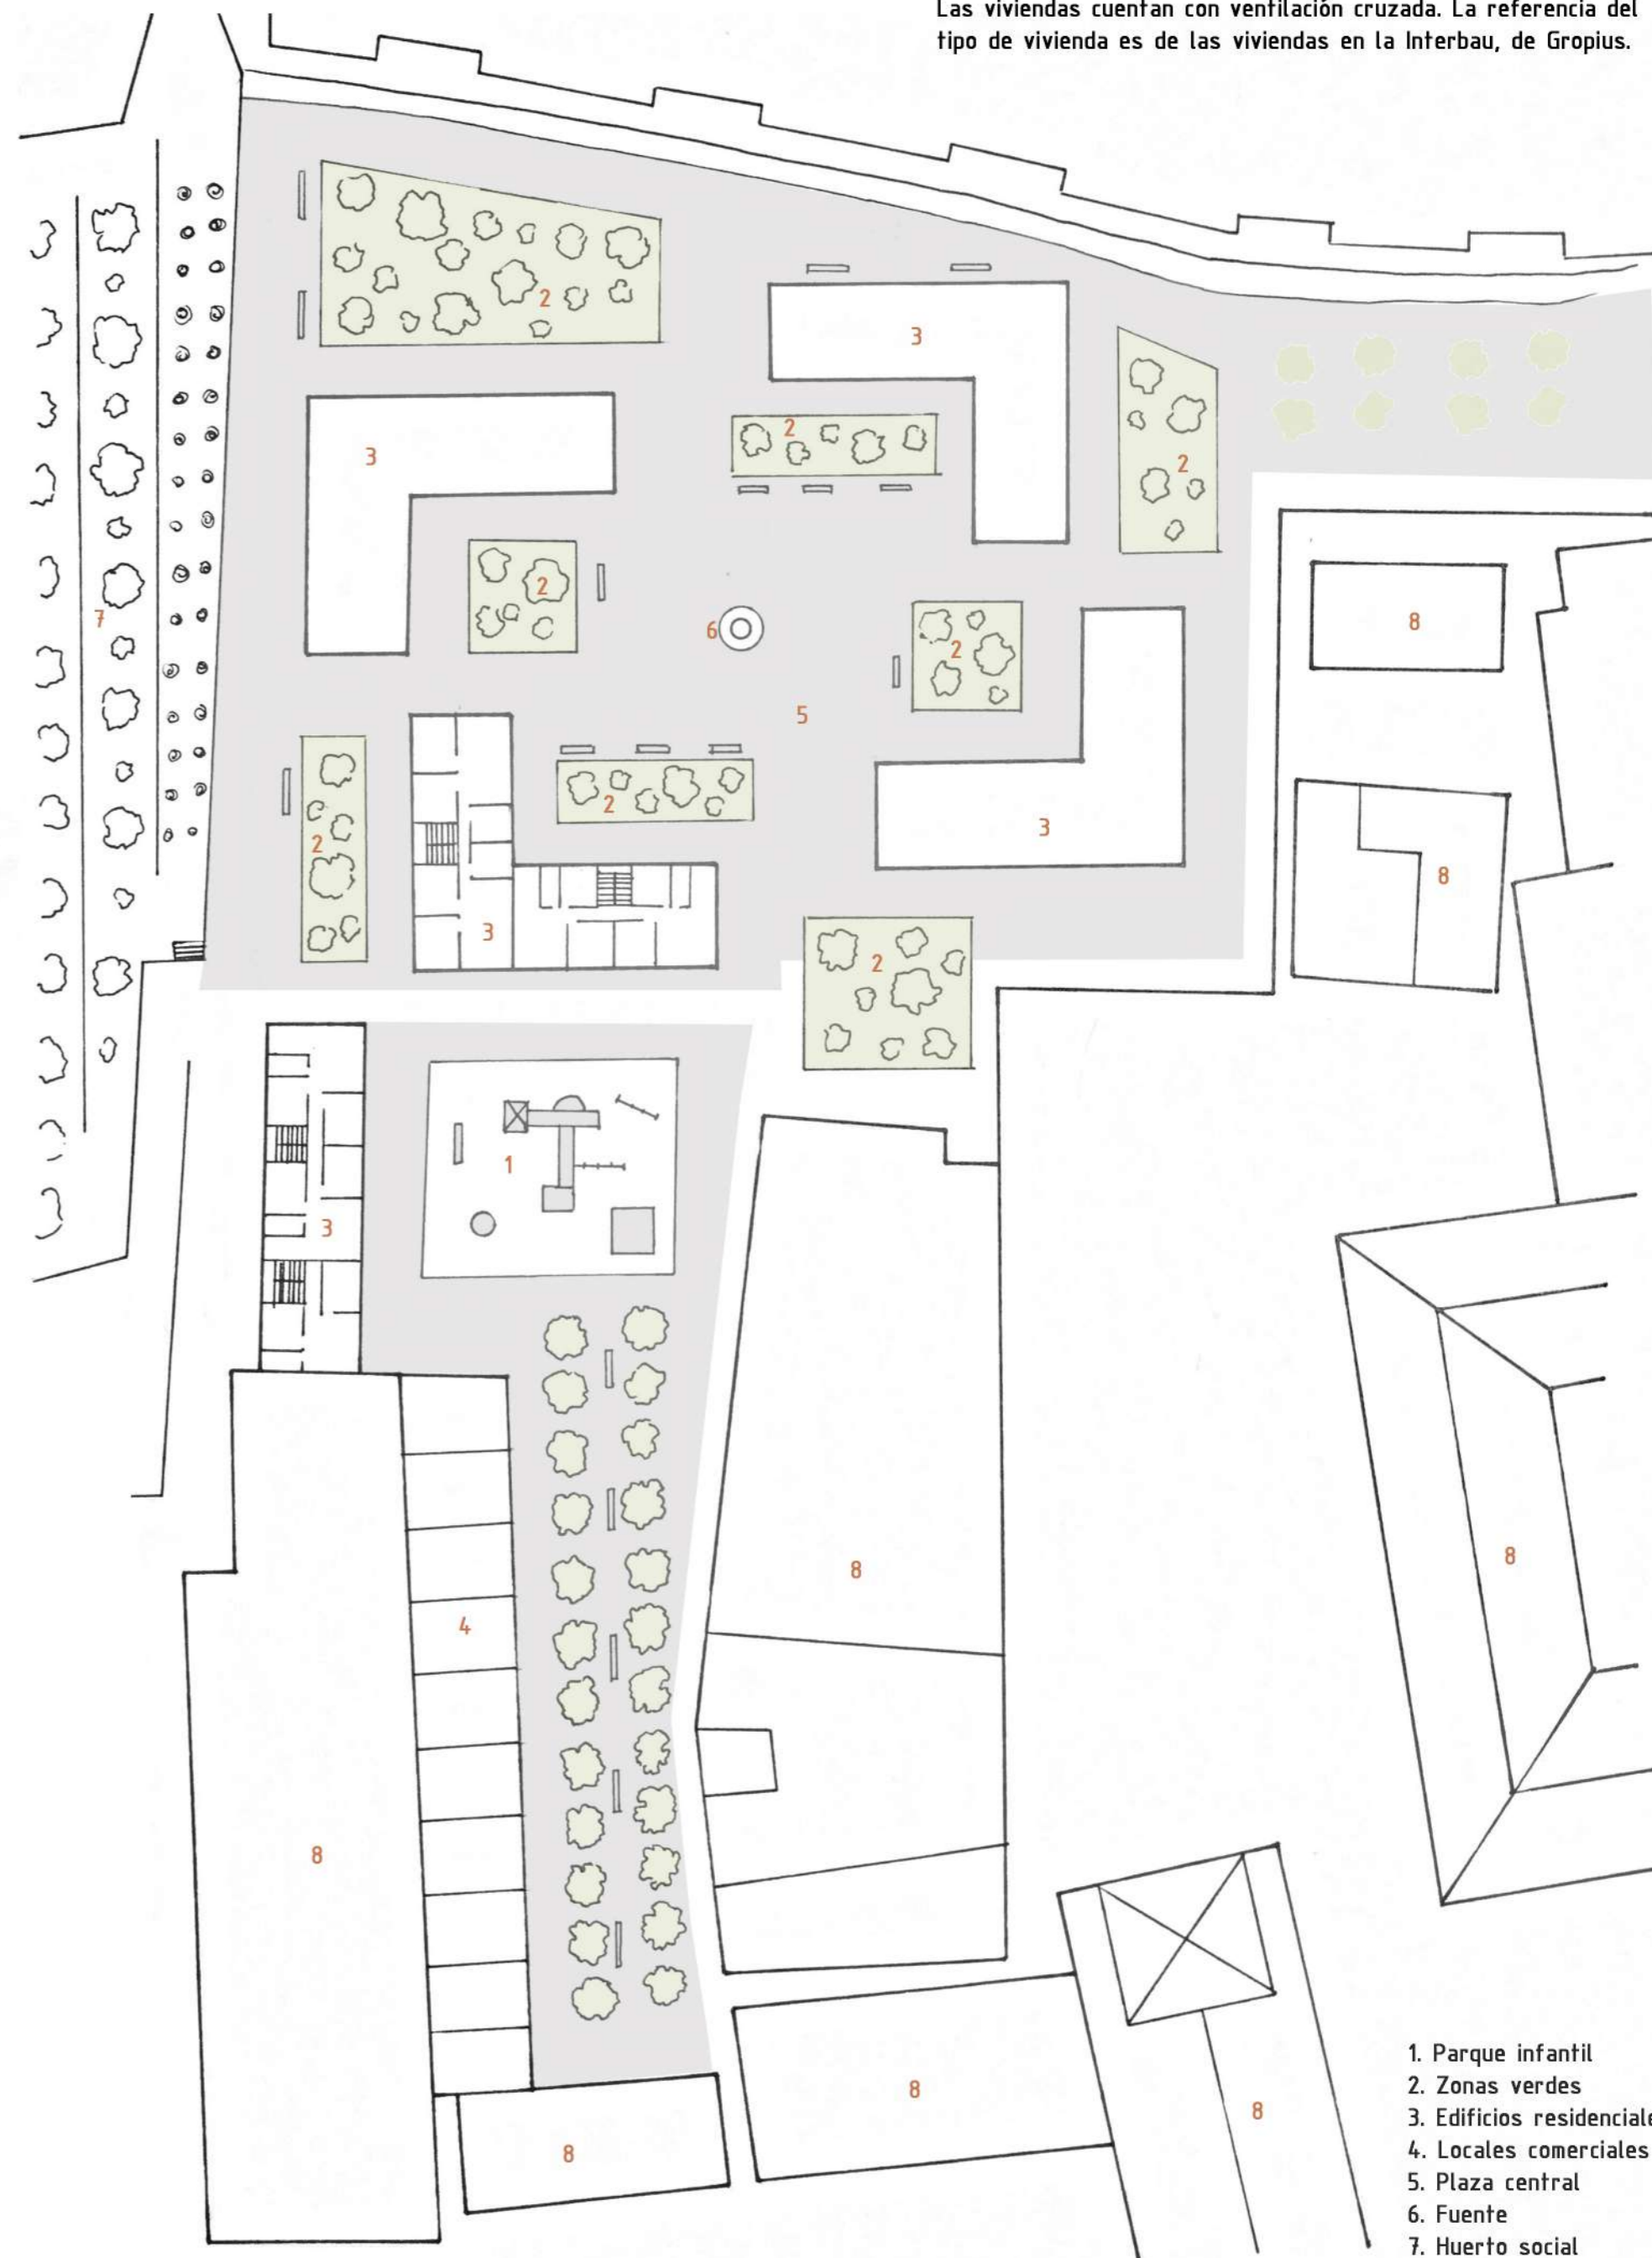 Las viviendas cuentan con ventilación cruzada. La referencia del
tipo de vivienda es de las viviendas en la Interbau, de Gropius.
2
3
2
3
2
2
7
8
6
2
5
2
3
2
8
3
2
1
3
8
8
4
8
8
8
8
1. Parque infantil
2. Zonas verdes
3. Edificios residenciale
4. Locales comerciales
5. Plaza central
6. Fuente
7. Huerto social